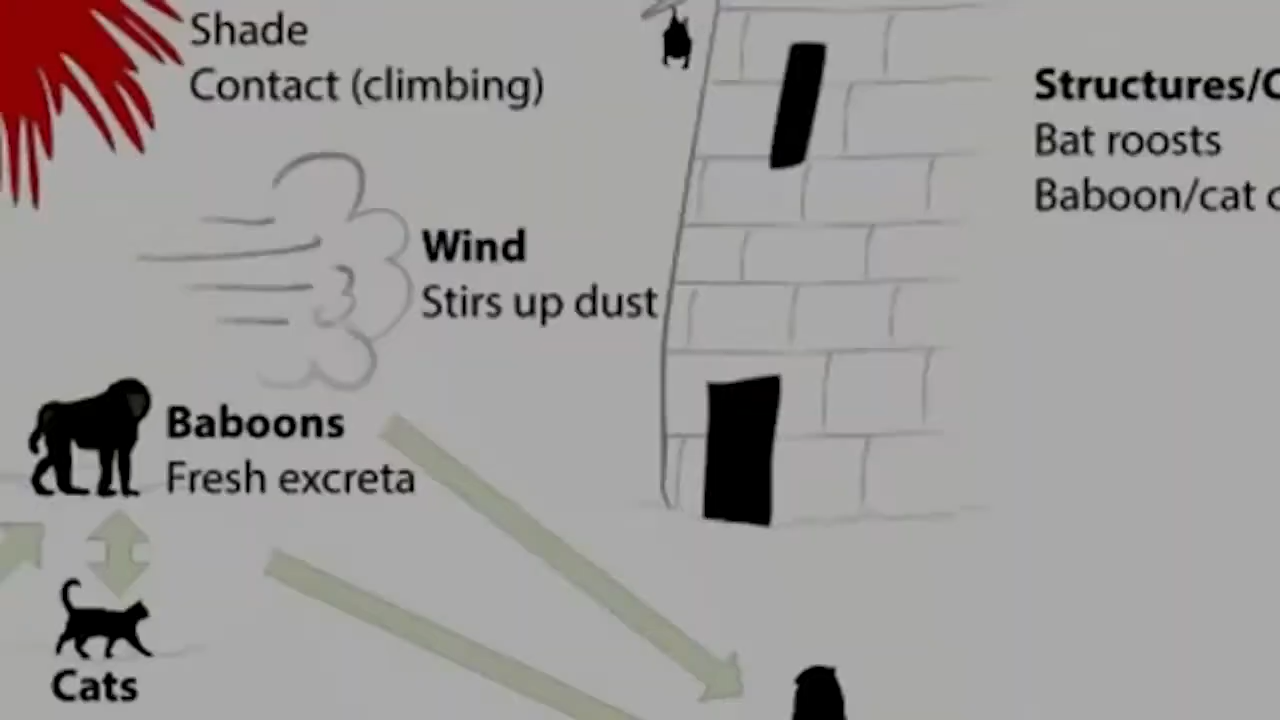 Shade
Contact (climbing)
Structures/
Bat roosts
Baboon/cat
Wind
Stirs up dust
Baboons
Fresh excreta
Cats